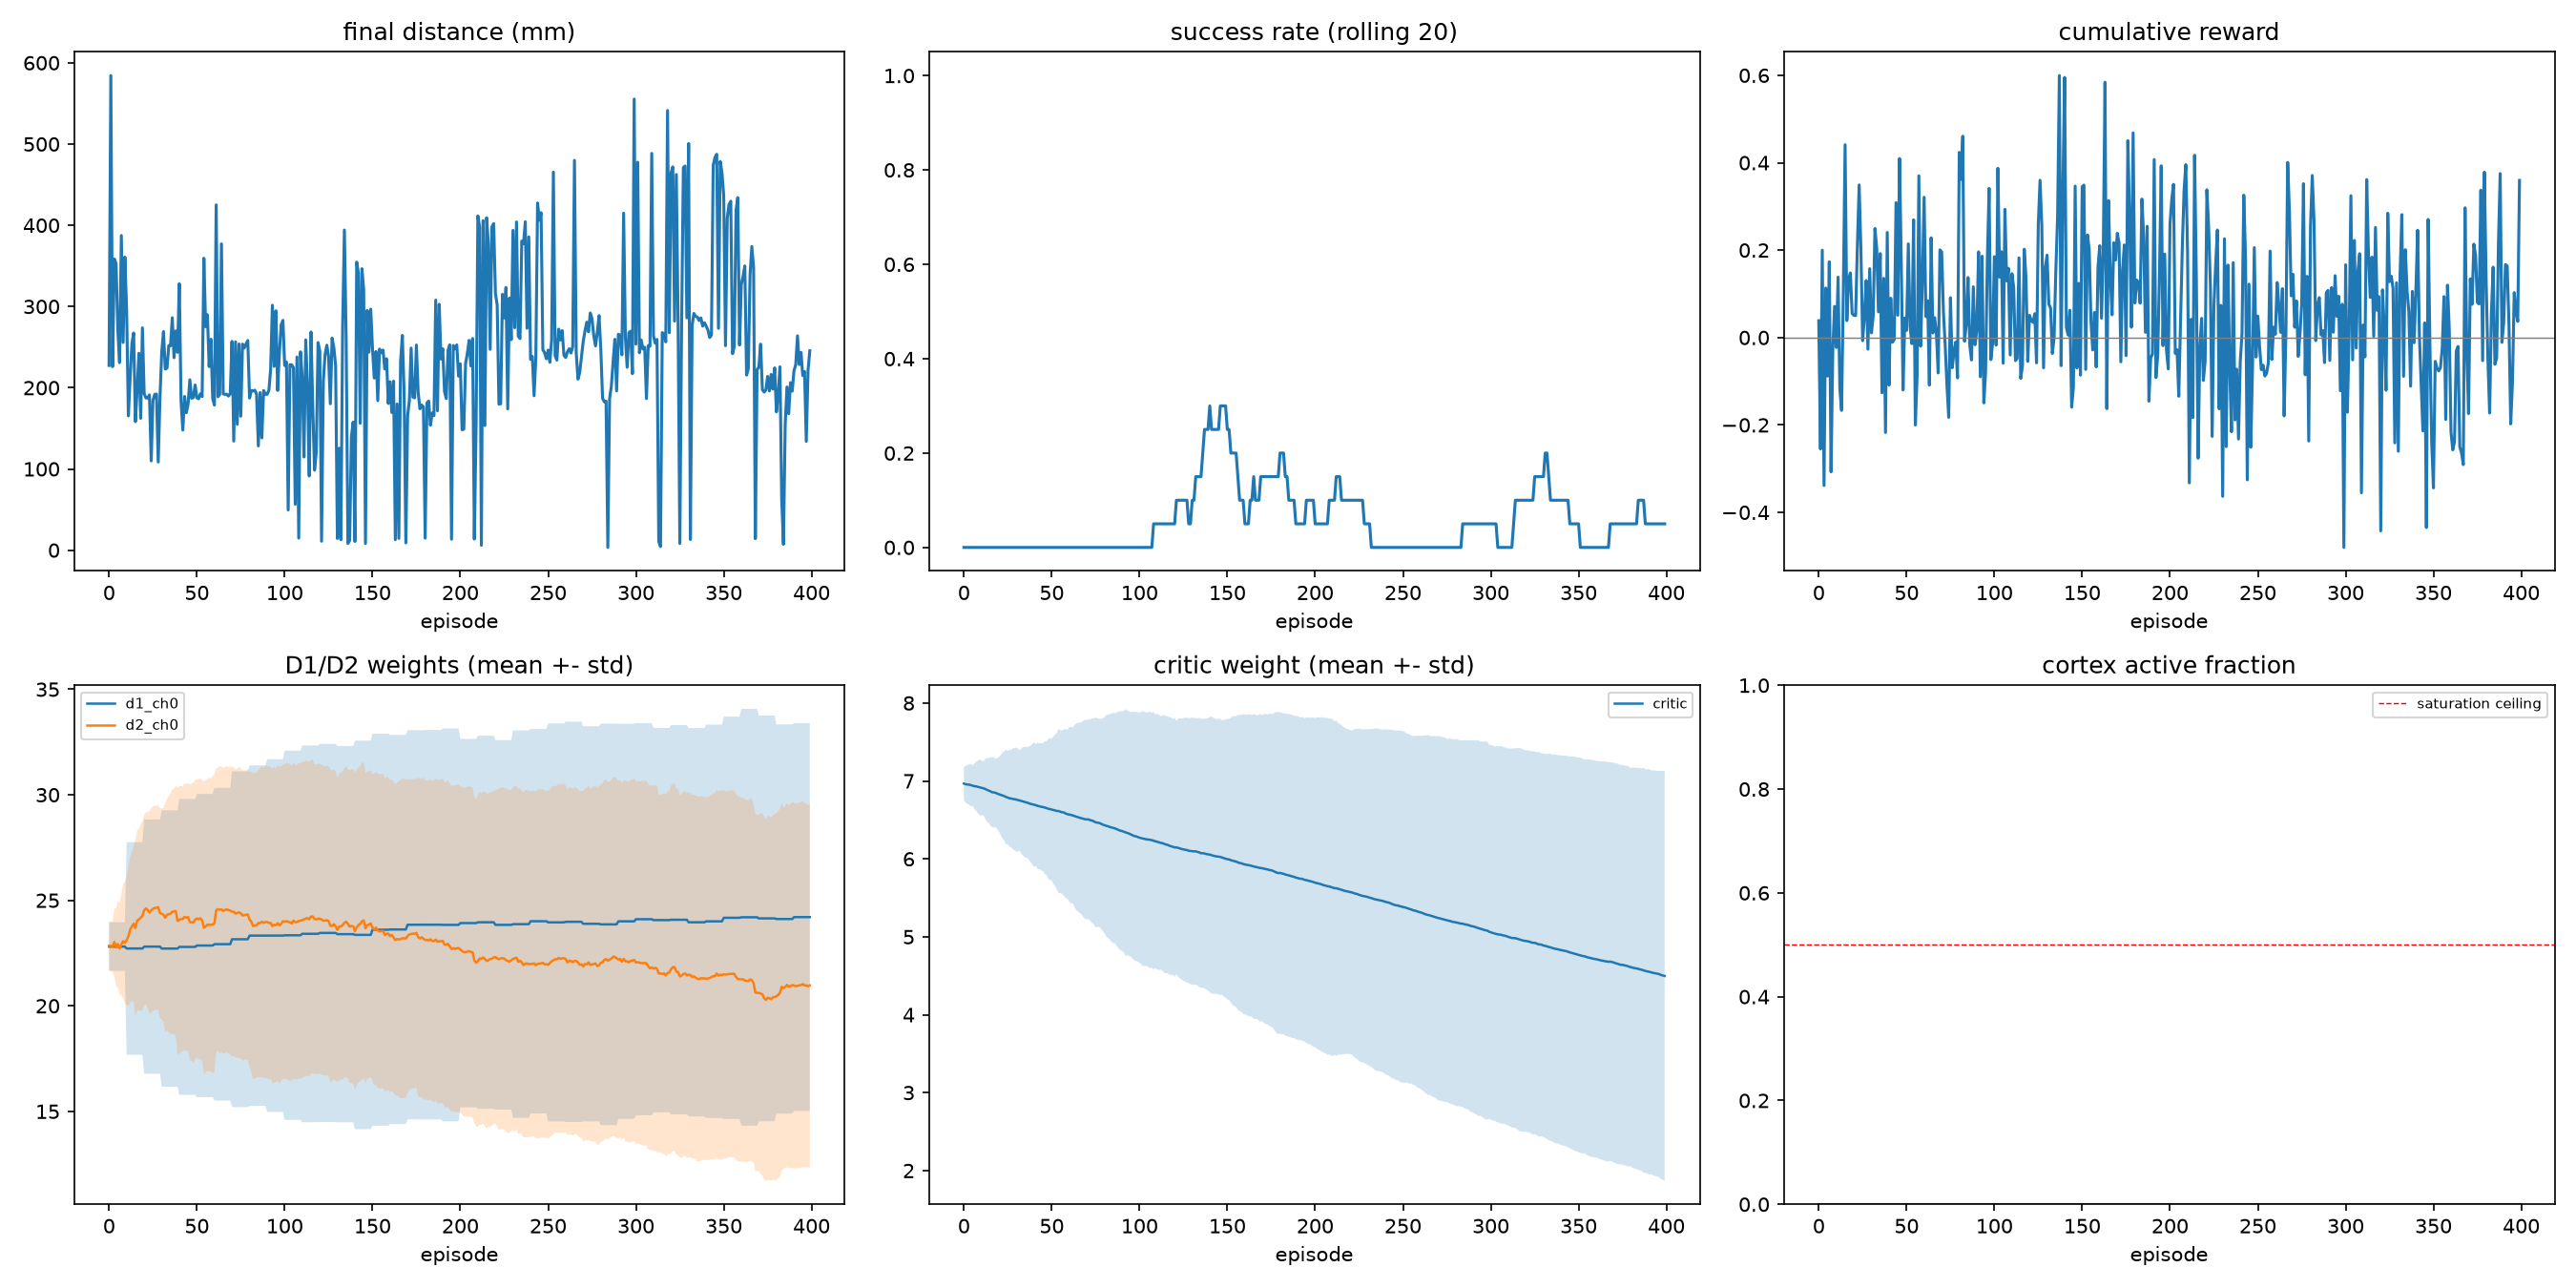 final distance (mm)
600
500
400
300
200
100
0
0 50 100 150 200 250 300 350 400
episode
success rate (rolling 20)
1.0
0.8
0.6
0.4
0.2
0.0
0 50 100 150 200 250 300 350 400
episode
cumulative reward
0.6
0.4
0.2
0.0
−0.2
−0.4
0 50 100 150 200 250 300 350 400
episode
D1/D2 weights (mean +- std)
35
30
25
20
15
d1_ch0
d2_ch0
0 50 100 150 200 250 300 350 400
episode
critic weight (mean +- std)
8
7
6
5
4
3
2
critic
0 50 100 150 200 250 300 350 400
episode
cortex active fraction
1.0
0.8
0.6
0.4
0.2
0.0
saturation ceiling
0 50 100 150 200 250 300 350 400
episode